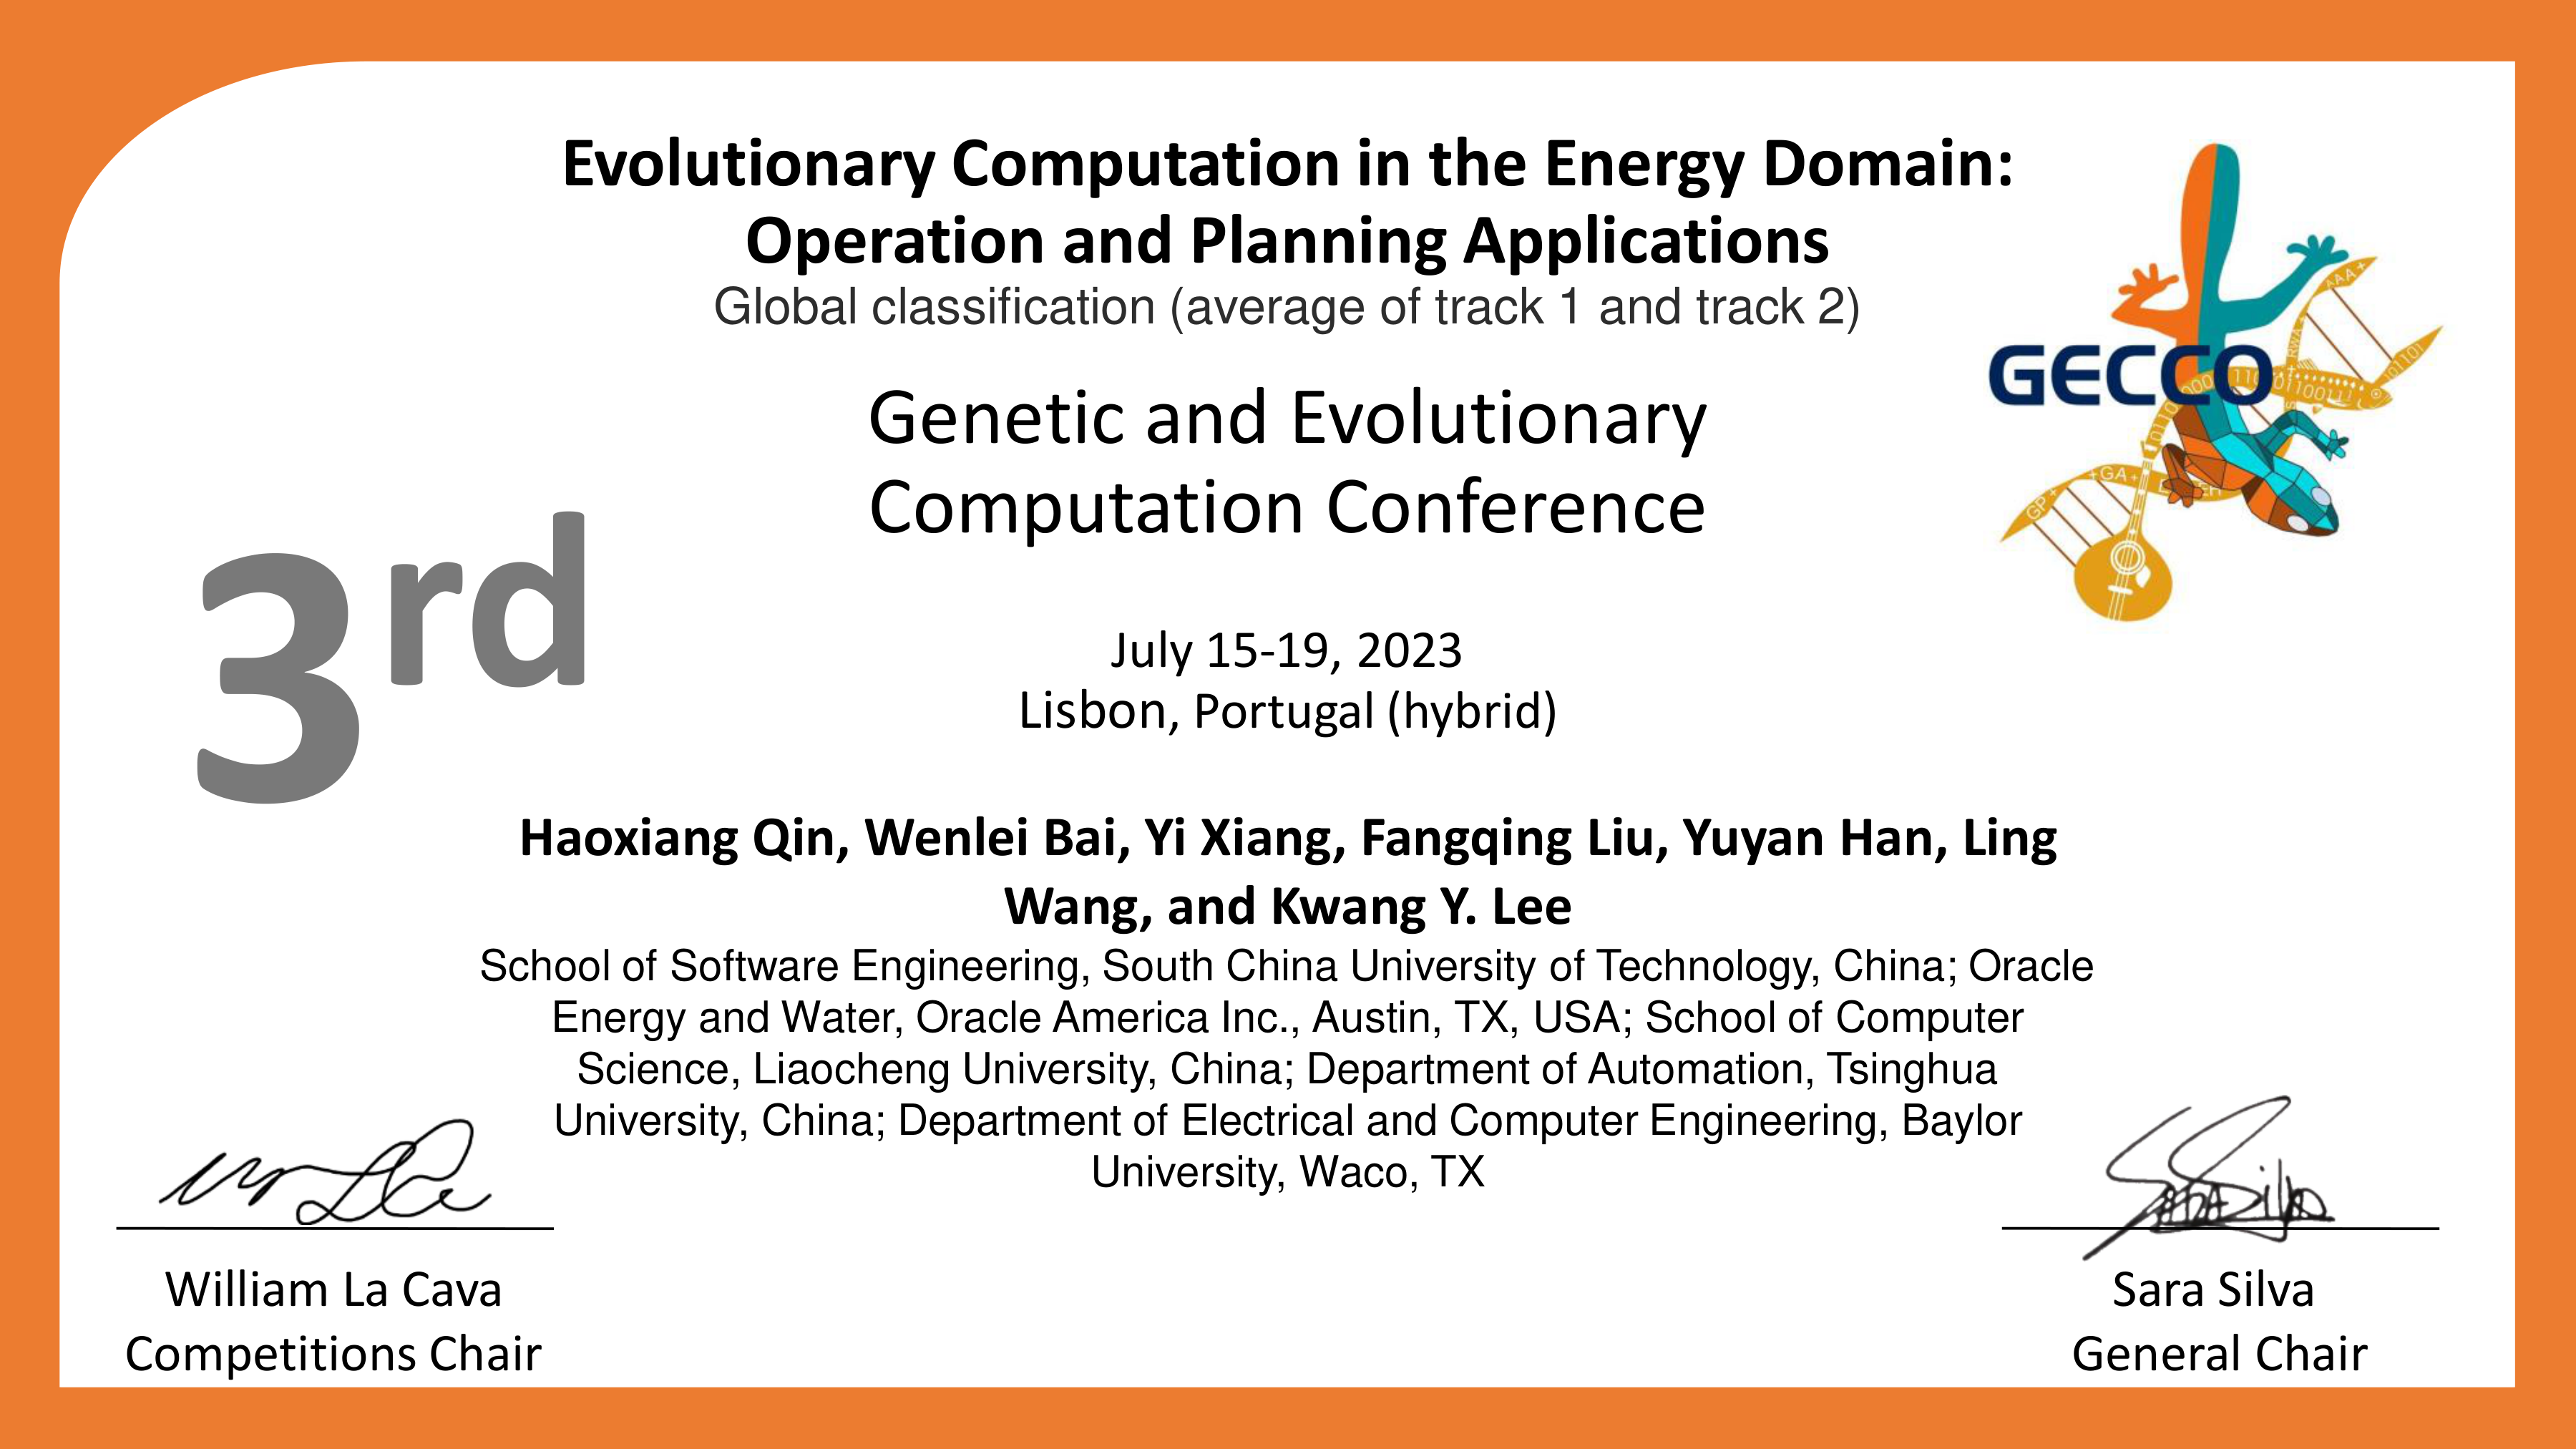 Evolutionary Computation in the Energy Domain:
Operation and Planning Applications
Global classification (average of track 1 and track 2)
GECCO
Genetic and Evolutionary
Computation Conference
3rd
July 15-19, 2023
Lisbon, Portugal (hybrid)
Haoxiang Qin, Wenlei Bai, Yi Xiang, Fangqing Liu, Yuyan Han, Ling
Wang, and Kwang Y. Lee
School of Software Engineering, South China University of Technology, China; Oracle
Energy and Water, Oracle America Inc., Austin, TX, USA; School of Computer
Science, Liaocheng University, China; Department of Automation, Tsinghua
University, China; Department of Electrical and Computer Engineering, Baylor
University, Waco, TX
William La Cava
Competitions Chair
Sara Silva
General Chair